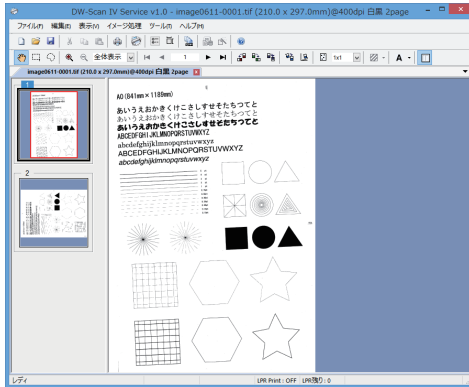 DW-Scan IV Service v1.0 - image0611-0001.tif (210.0 x 297.0mm)@400dpi 白黒 2page
ファイル(F) 編集(E) 表示(V) イメージ処理 ツール(T) ヘルプ(H)
全体表示 1 1x1 A
image0611-0001.tif (210.0 x 297.0mm)@400dpi 白黒 2page
1
2
A0(841mm×1189mm)
あいうえおかきくけこさしすせそたちつてと
あいうえおかきくけこさしすせそたちつてと
あいうえおかきくけこさしすせそたちつてと
ABCDEFGHIJKLMNOPQRSTUVWXYZ
abcdefghijklmnopqrstuvwxyz
ABCDEFGHIJKLMNOPQRSTUVWXYZ
abcdefghijklmnopqrstuvwxyz
レディ LPR Print : OFF LPR残り : 0